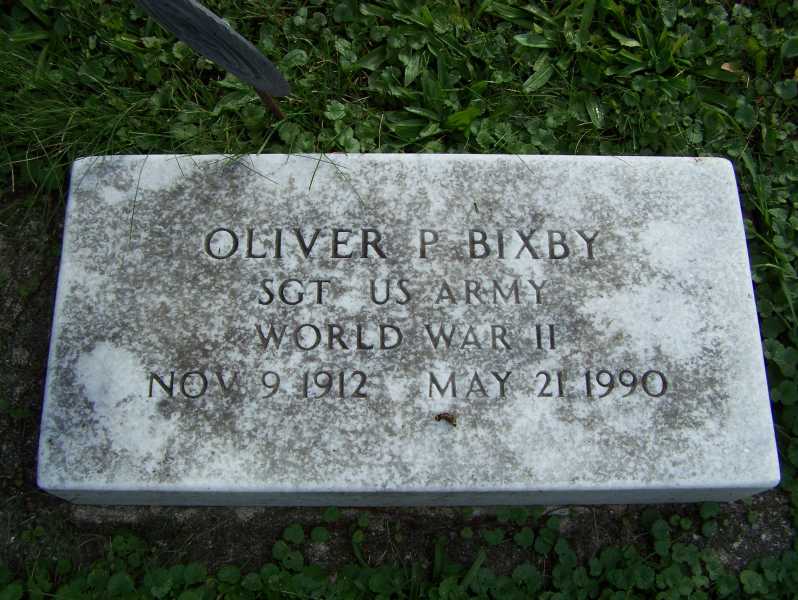 OLIVER P BIXBY
SGT US ARMY
WORLD WAR II
NOV 9 1912 MAY 21 1990